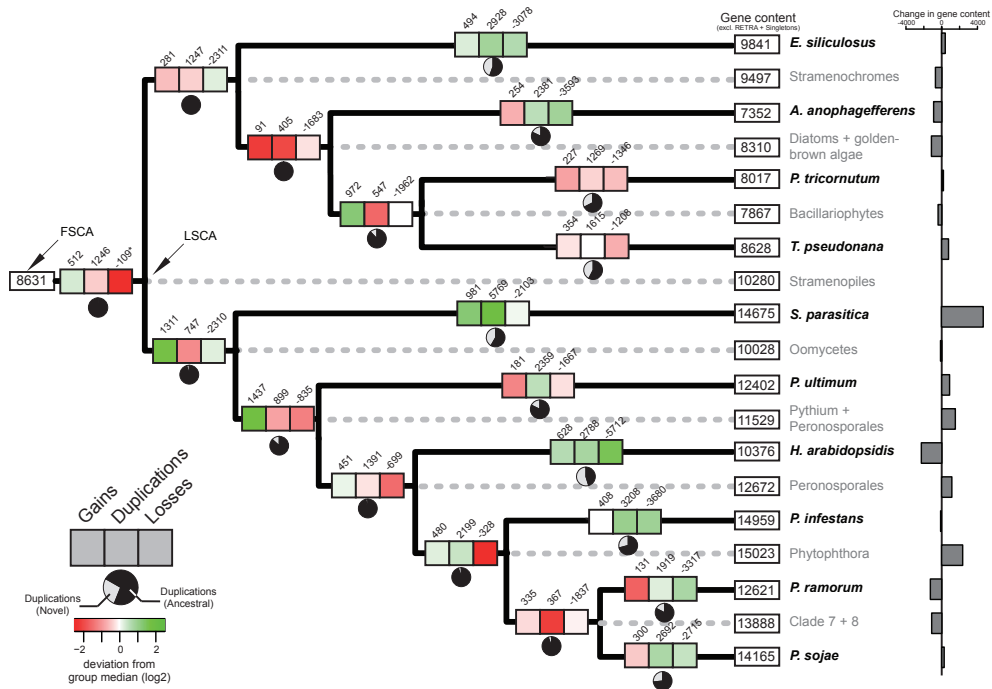 Gene content
(excl. RETRA + Singletons)
Change in gene content
-4000 0 4000
494 2928 -3078
9841 E. siliculosus
281 1247 -2311
9497 Stramenochromes
254 2381 -3593
7352 A. anophagefferens
91 405 -1683
8310 Diatoms + golden-
brown algae
227 1269 -1346
8017 P. tricornutum
972 547 -1962
7867 Bacillariophytes
354 1615 -1208
8628 T. pseudonana
FSCA
LSCA
8631
512 1246 -109*
10280 Stramenopiles
981 5769 -2103
14675 S. parasitica
1311 747 -2310
10028 Oomycetes
181 2359 -1667
12402 P. ultimum
1437 899 -835
11529 Pythium +
Peronosporales
628 2788 -5712
10376 H. arabidopsidis
451 1391 -699
12672 Peronosporales
408 3208 -3680
14959 P. infestans
480 2199 -328
15023 Phytophthora
131 1919 -3317
12621 P. ramorum
335 367 -1837
13888 Clade 7 + 8
300 2692 -2715
14165 P. sojae
Gains
Duplications
Losses
Duplications
(Novel)
Duplications
(Ancestral)
−2 0 2
deviation from
group median (log2)